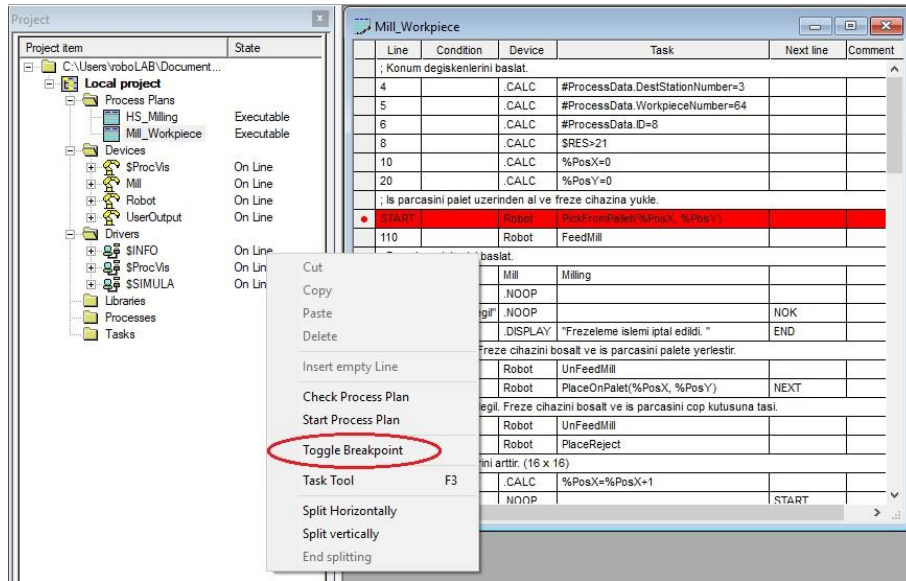 Project
Project item State
C:\Users\roboLAB\Document...
Local project
Process Plans
HS_Milling Executable
Mill_Workpiece Executable
Devices
$ProcVis On Line
Mill On Line
Robot On Line
UserOutput On Line
Drivers
$INFO On Line
$ProcVis On Lin
$SIMULA On Lin
Libraries
Processes
Tasks
Cut
Copy
Paste
Delete
Insert empty Line
Check Process Plan
Start Process Plan
Toggle Breakpoint
Task Tool F3
Split Horizontally
Split vertically
End splitting
Mill_Workpiece
Line Condition Device Task Next line Comment
; Konum degiskenlerini baslat.
4 .CALC #ProcessData.DestStationNumber=3
5 .CALC #ProcessData.WorkpieceNumber=64
6 .CALC #ProcessData.ID=8
8 .CALC $RES>21
10 .CALC %PosX=0
20 .CALC %PosY=0
; Is parcasini palet uzerinden al ve freze cihazina yukle.
START Robot PickFromPalet(%PosX, %PosY)
110 Robot FeedMill
baslat.
Mill Milling
.NOOP
egil" .NOOP NOK
.DISPLAY "Frezeleme islemi iptal edildi. " END
Freze cihazini bosalt ve is parcasini palete yerlestir.
Robot UnFeedMill
Robot PlaceOnPalet(%PosX, %PosY) NEXT
egil. Freze cihazini bosalt ve is parcasini cop kutusuna tasi.
Robot UnFeedMill
Robot PlaceReject
rini arttir. (16 x 16)
.CALC %PosX=%PosX+1
NOOP START